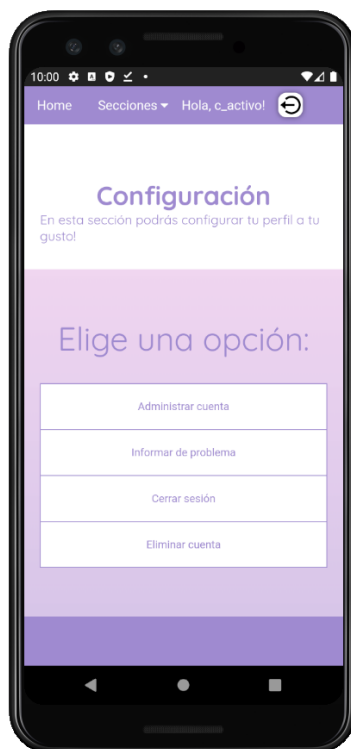 10:00
Home Secciones Hola, c_activo!
Configuración
En esta sección podrás configurar tu perfil a tu
gusto!
Elige una opción:
Administrar cuenta
Informar de problema
Cerrar sesión
Eliminar cuenta